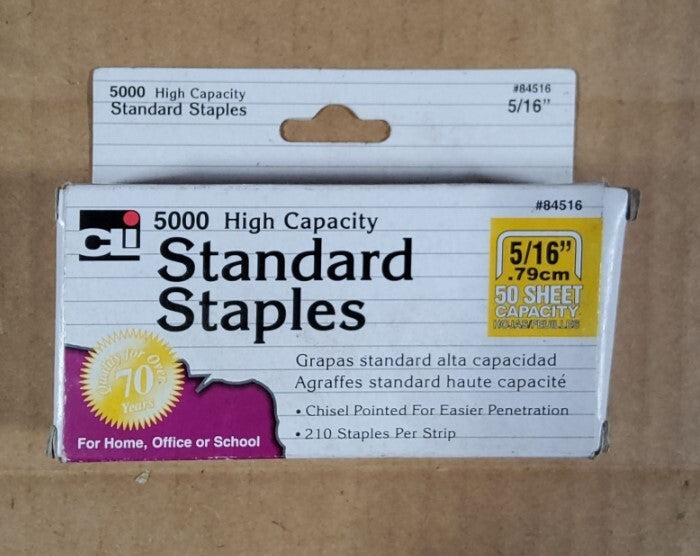 5000 High Capacity
Standard Staples
#84516
5/16"
#84516
cli
5000 High Capacity
Standard
Staples
5/16"
.79cm
50 SHEET
CAPACITY
HOJAS/FEUILLES
Grapas standard alta capacidad
Agraffes standard haute capacité
• Chisel Pointed For Easier Penetration
• 210 Staples Per Strip
Quality for Over
70
Years
For Home, Office or School